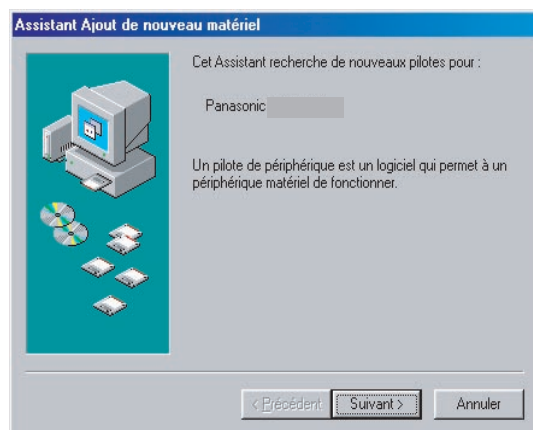 Assistant Ajout de nouveau matériel
Cet Assistant recherche de nouveaux pilotes pour :
Panasonic
Un pilote de périphérique est un logiciel qui permet à un
périphérique matériel de fonctionner.
< Précédent
Suivant >
Annuler